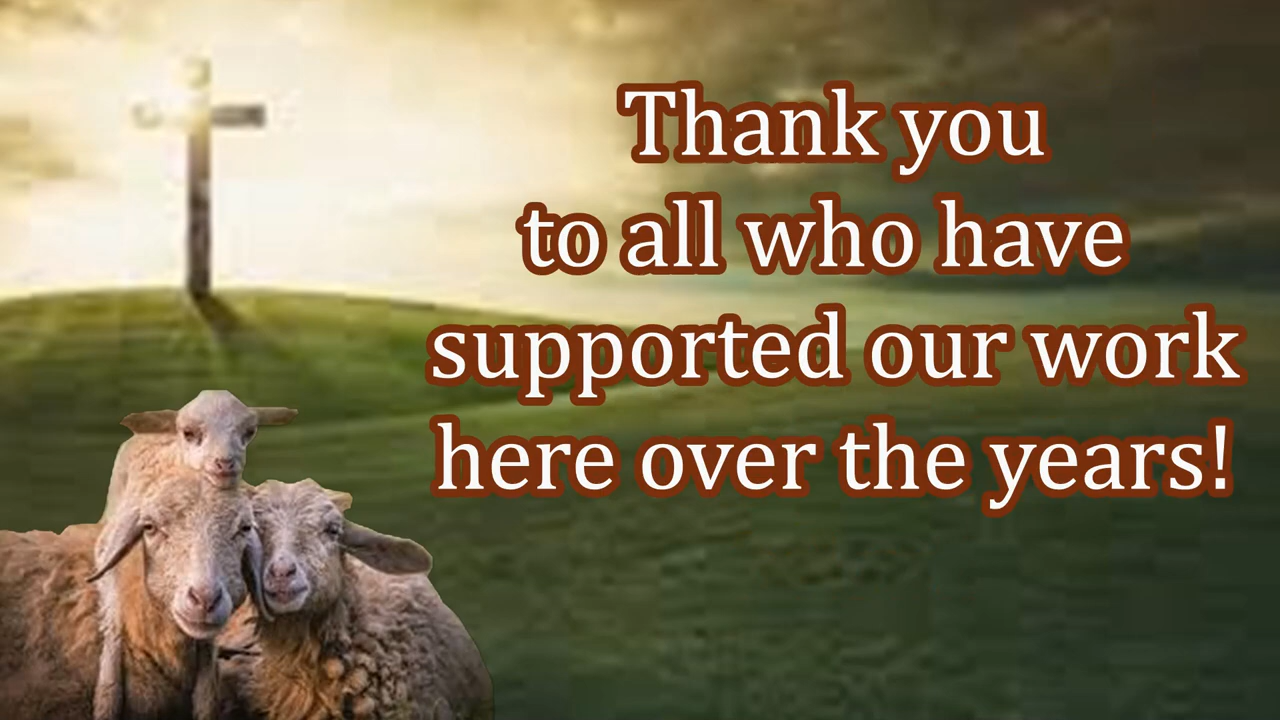 Thank you
to all who have
supported our work
here over the years!